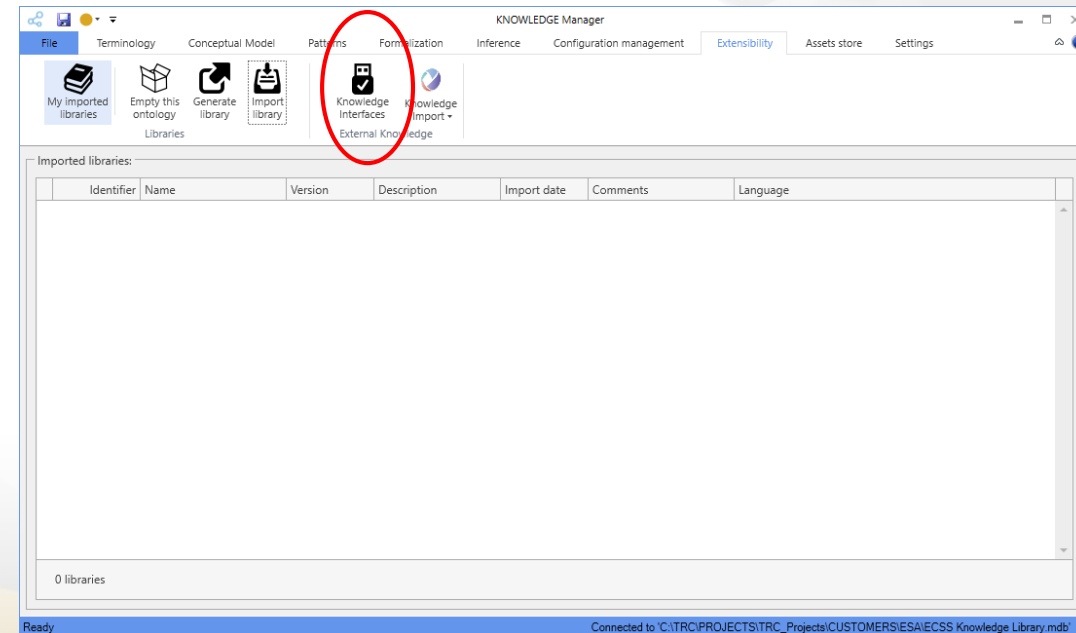 KNOWLEDGE Manager
File Terminology Conceptual Model Patterns Formalization Inference Configuration management Extensibility Assets store Settings
My imported libraries
Empty this ontology
Generate library
Import library
Knowledge Interfaces
Knowledge Import
Libraries
External Knowledge
Imported libraries:
Identifier Name Version Description Import date Comments Language
0 libraries
Ready
Connected to 'C:\TRC\PROJECTS\TRC_Projects\CUSTOMERS\ESA\ECSS Knowledge Library.mdb'